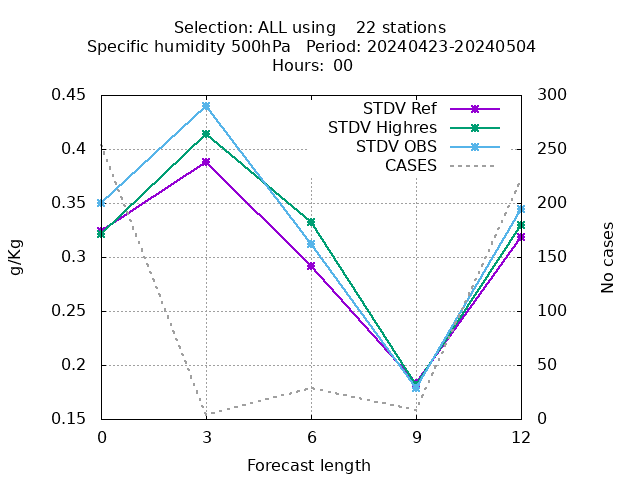 Selection: ALL using    22 stations
Specific humidity 500hPa   Period: 20240423-20240504
Hours:  00
0.45
0.4
0.35
0.3
0.25
0.2
0.15
300
250
200
150
100
50
0
g/Kg
No cases
STDV Ref
STDV Highres
STDV OBS
CASES
0 3 6 9 12
Forecast length